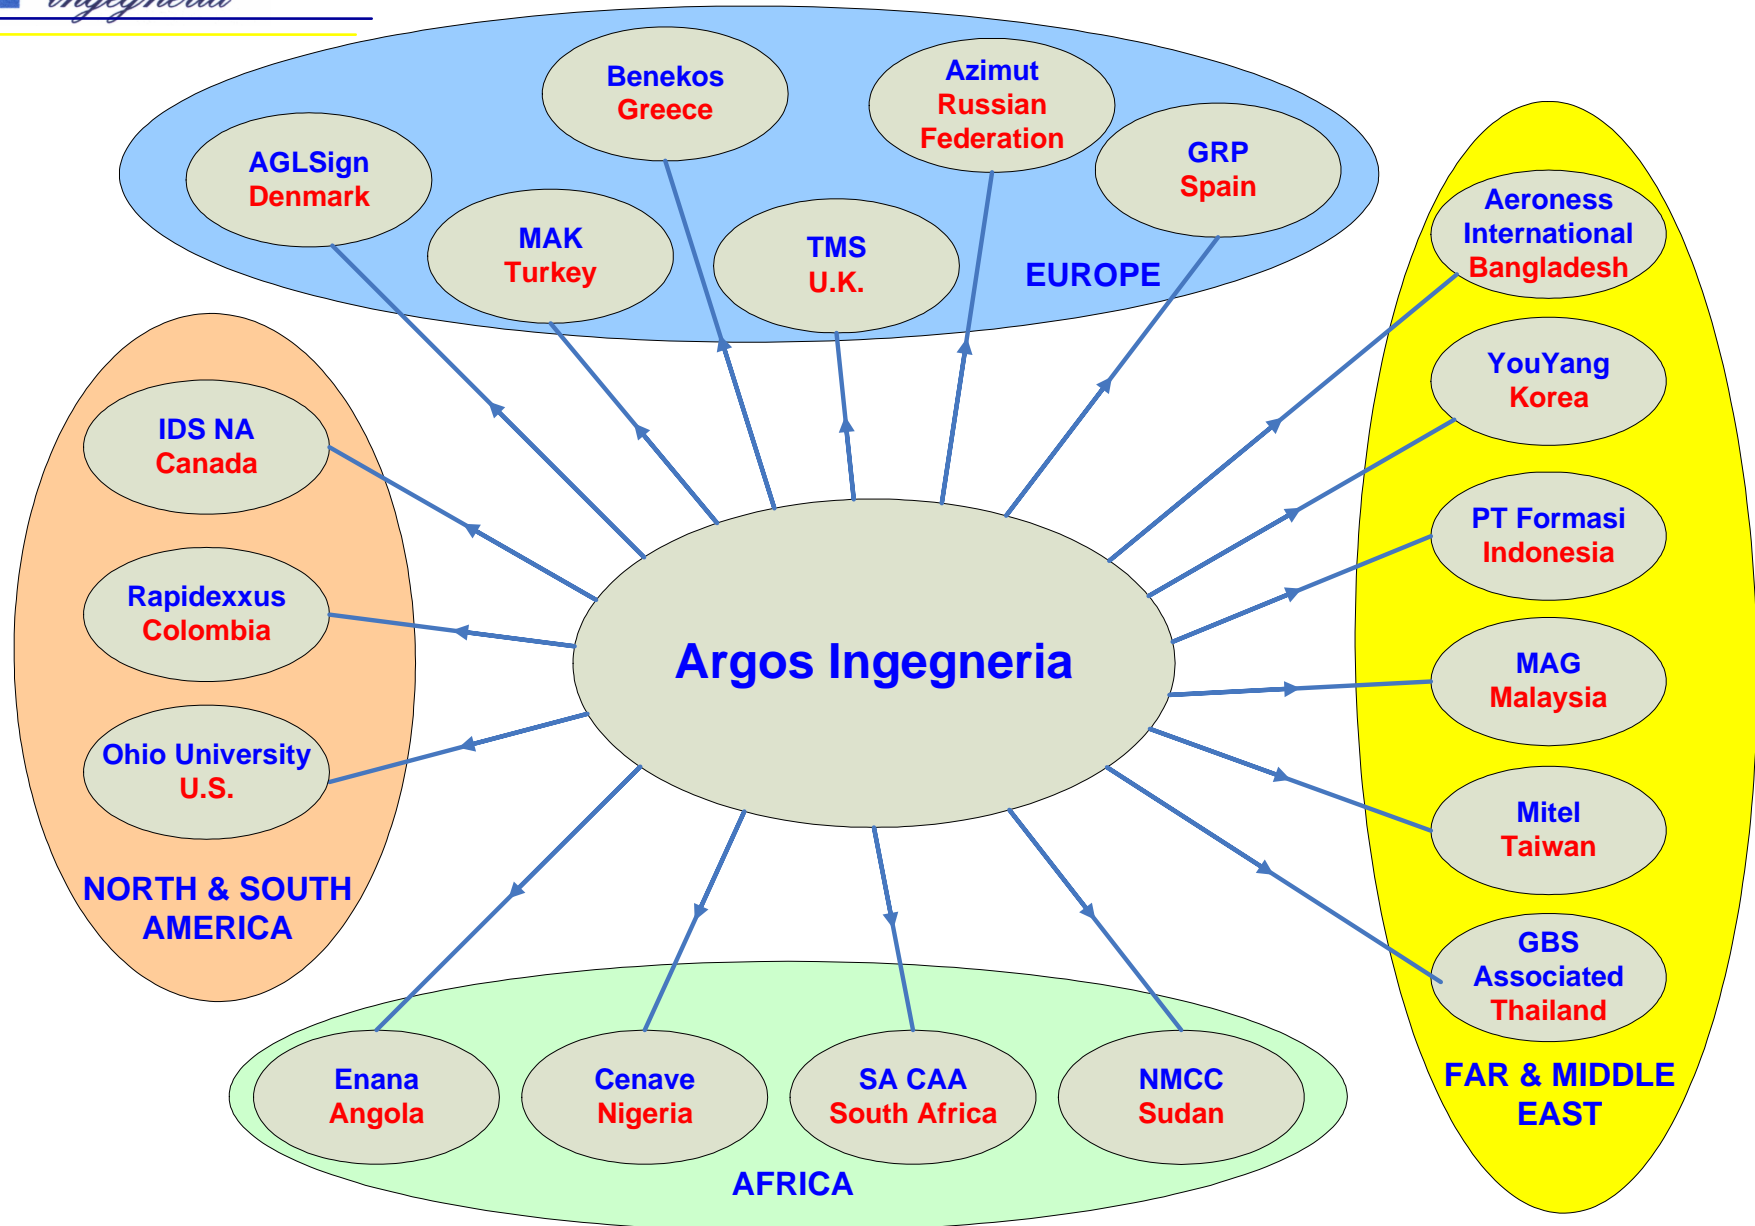 ingegneria
Benekos
Greece
Azimut
Russian
Federation
AGLSign
Denmark
GRP
Spain
MAK
Turkey
TMS
U.K.
EUROPE
Aeroness
International
Bangladesh
YouYang
Korea
PT Formasi
Indonesia
MAG
Malaysia
Mitel
Taiwan
GBS
Associated
Thailand
FAR & MIDDLE
EAST
IDS NA
Canada
Rapidexxus
Colombia
Ohio University
U.S.
NORTH & SOUTH
AMERICA
Argos Ingegneria
Enana
Angola
Cenave
Nigeria
SA CAA
South Africa
NMCC
Sudan
AFRICA